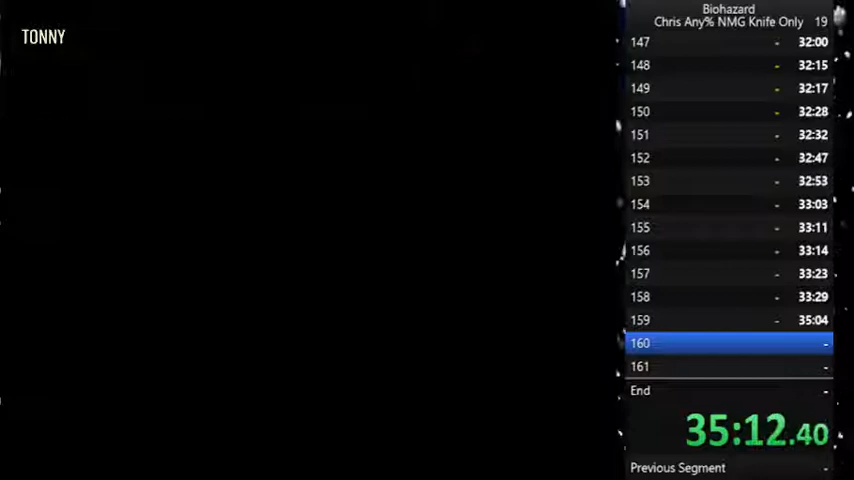 TONNY
Biohazard
Chris Any% NMG Knife Only 19
147 - 32:00
148 - 32:15
149 - 32:17
150 - 32:28
151 - 32:32
152 - 32:47
153 - 32:53
154 - 33:03
155 - 33:11
156 - 33:14
157 - 33:23
158 - 33:29
159 - 35:04
160 -
161 -
End -
35:12.40
Previous Segment -